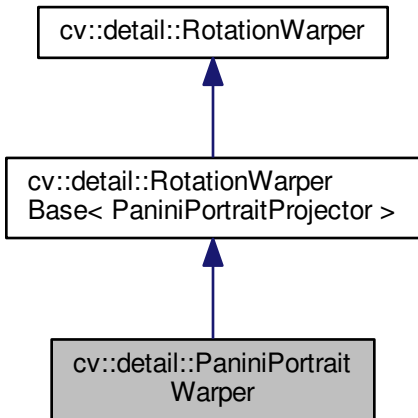 cv::detail::RotationWarper
cv::detail::RotationWarper
Base< PaniniPortraitProjector >
cv::detail::PaniniPortrait
Warper